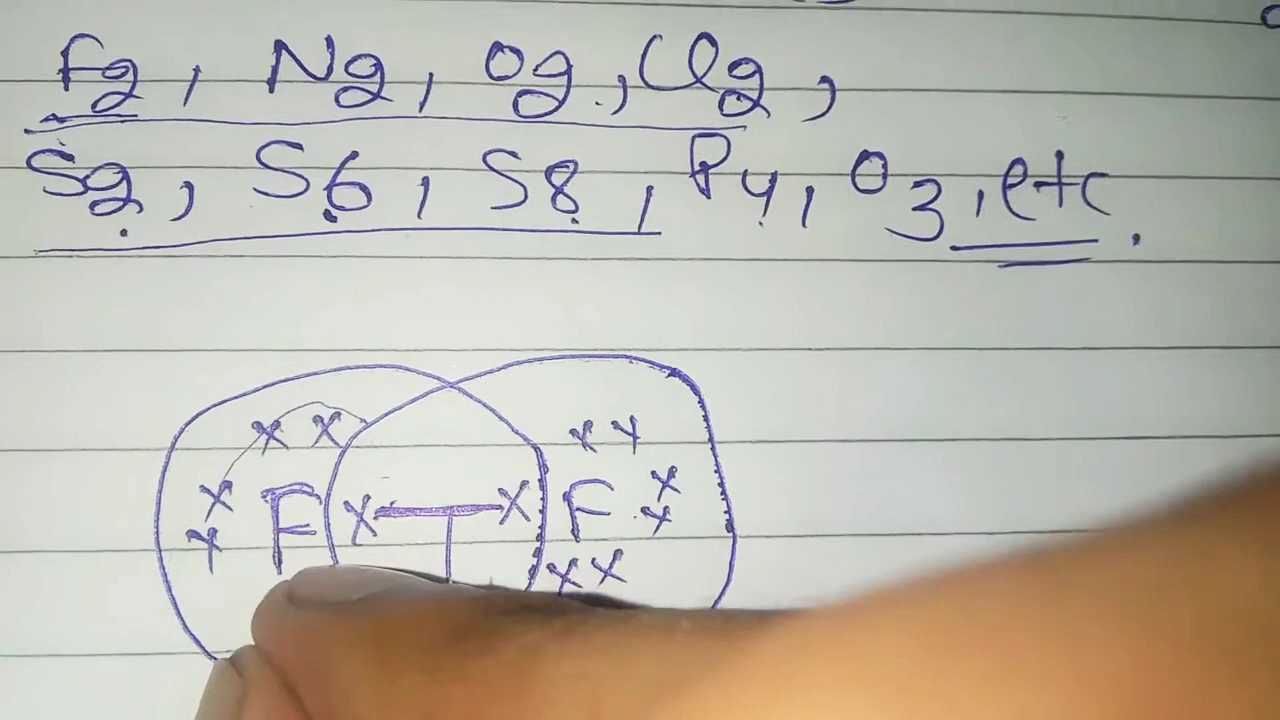 F2, N2, O2, Cl2,
S2, S6, S8, P4, O3, etc.
x x x y
x F x x F x
x x
x x